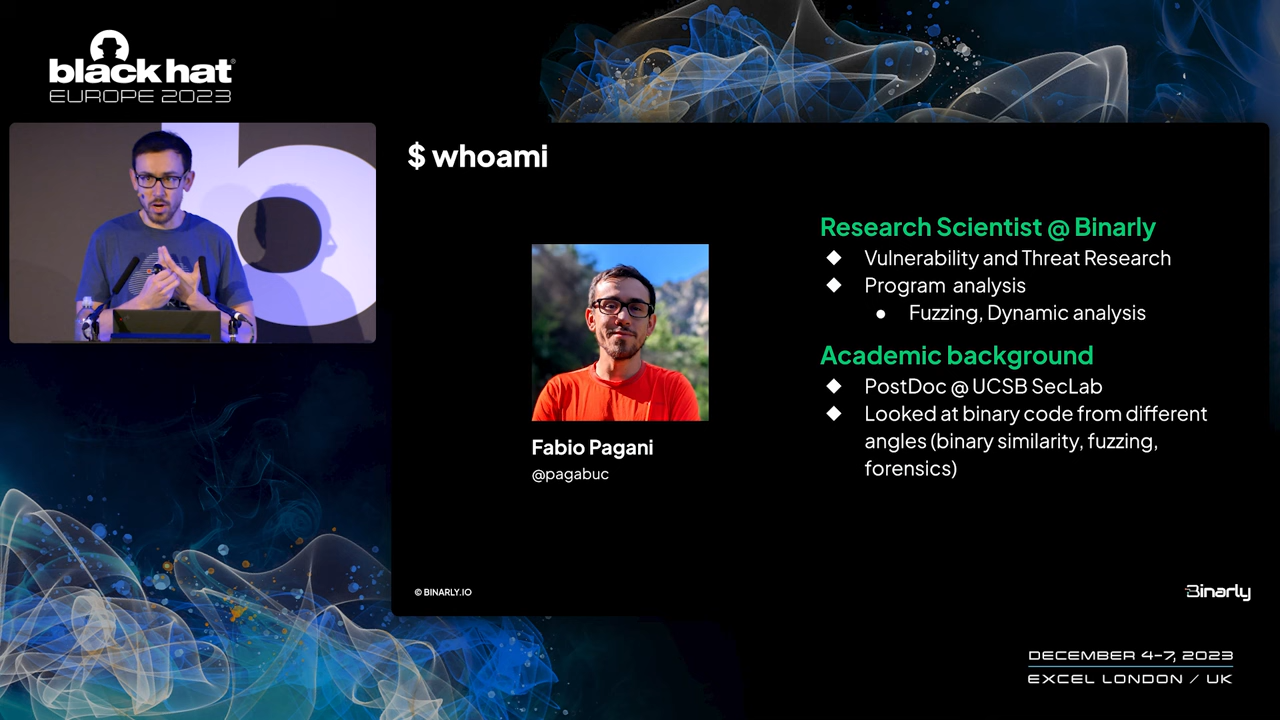 black hat
EUROPE 2023
$ whoami
Research Scientist @ Binarly
Vulnerability and Threat Research
Program analysis
Fuzzing, Dynamic analysis
Academic background
PostDoc @ UCSB SecLab
Looked at binary code from different
angles (binary similarity, fuzzing,
forensics)
Fabio Pagani
@pagabuc
© BINARLY.IO
Binarly
DECEMBER 4-7, 2023
EXCEL LONDON / UK